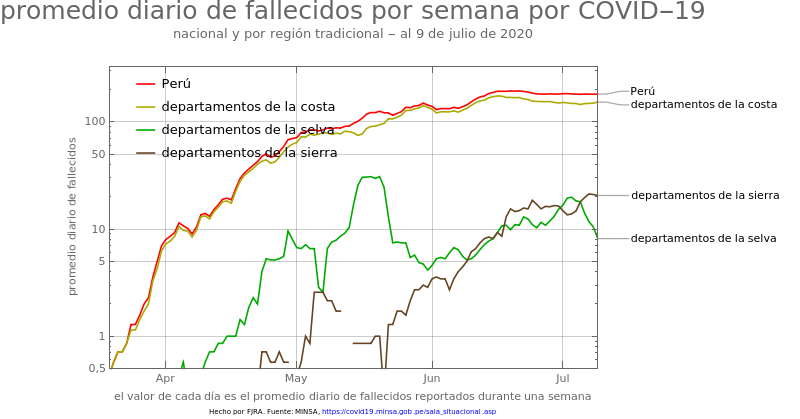 promedio diario de fallecidos por semana por COVID−19
nacional y por región tradicional − al 9 de julio de 2020
Perú
departamentos de la costa
departamentos de la selva
departamentos de la sierra
promedio diario de fallecidos
100
50
10
5
1
0,5
Apr
May
Jun
Jul
Perú
departamentos de la costa
departamentos de la sierra
departamentos de la selva
el valor de cada día es el promedio diario de fallecidos reportados durante una semana
Hecho por FJRA. Fuente: MINSA, https://covid19.minsa.gob.pe/sala_situacional.asp